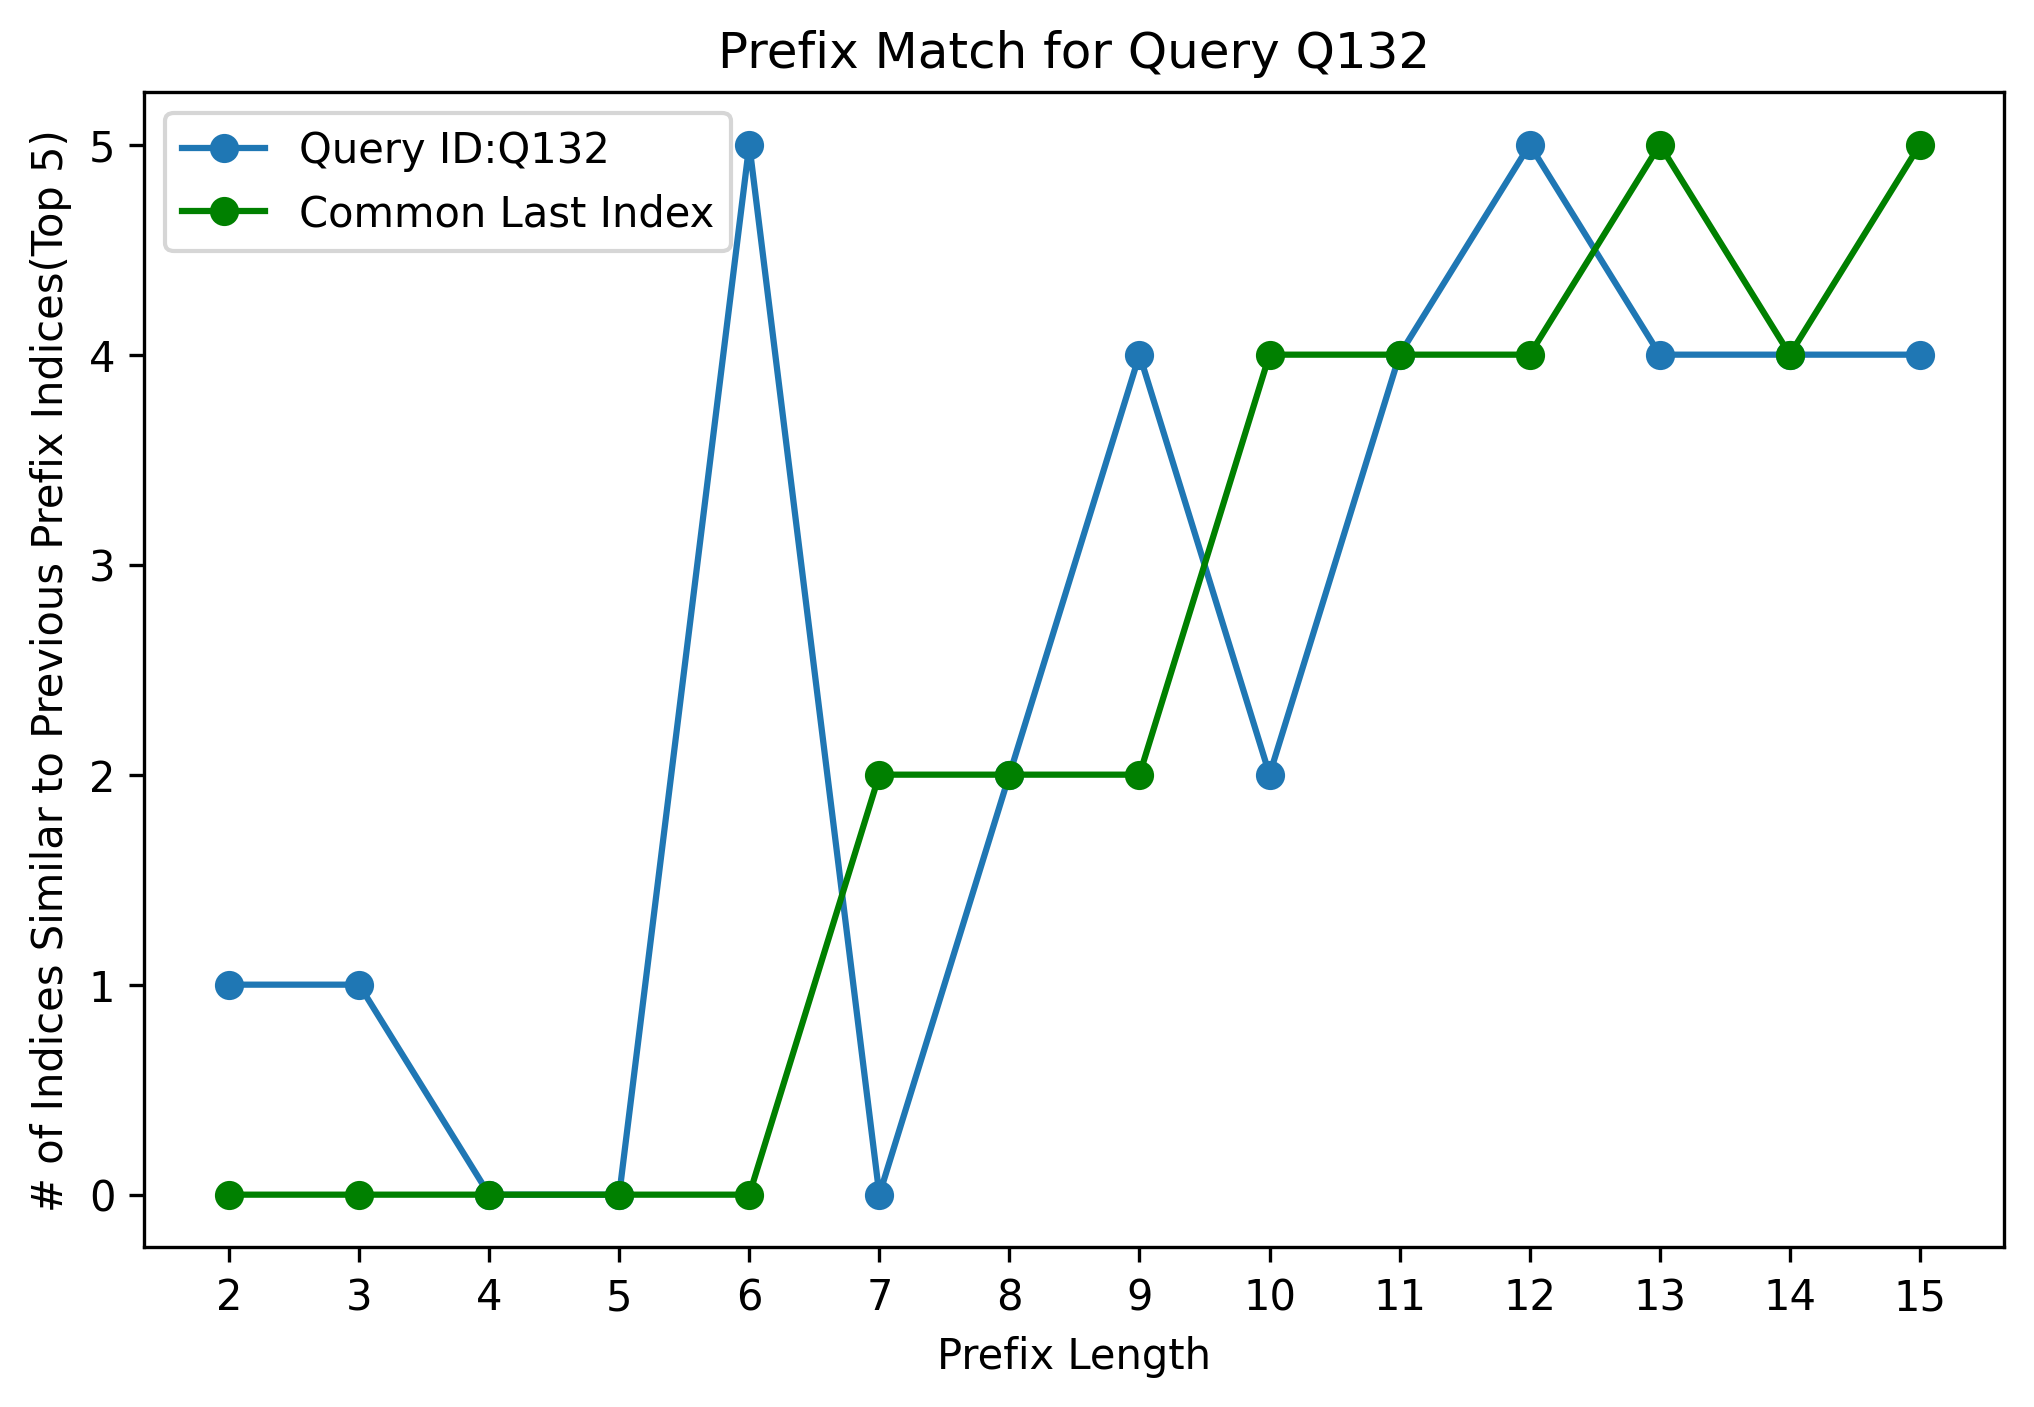 Prefix Match for Query Q132
Query ID:Q132
Common Last Index
# of Indices Similar to Previous Prefix Indices(Top 5)
5
4
3
2
1
0
2 3 4 5 6 7 8 9 10 11 12 13 14 15
Prefix Length